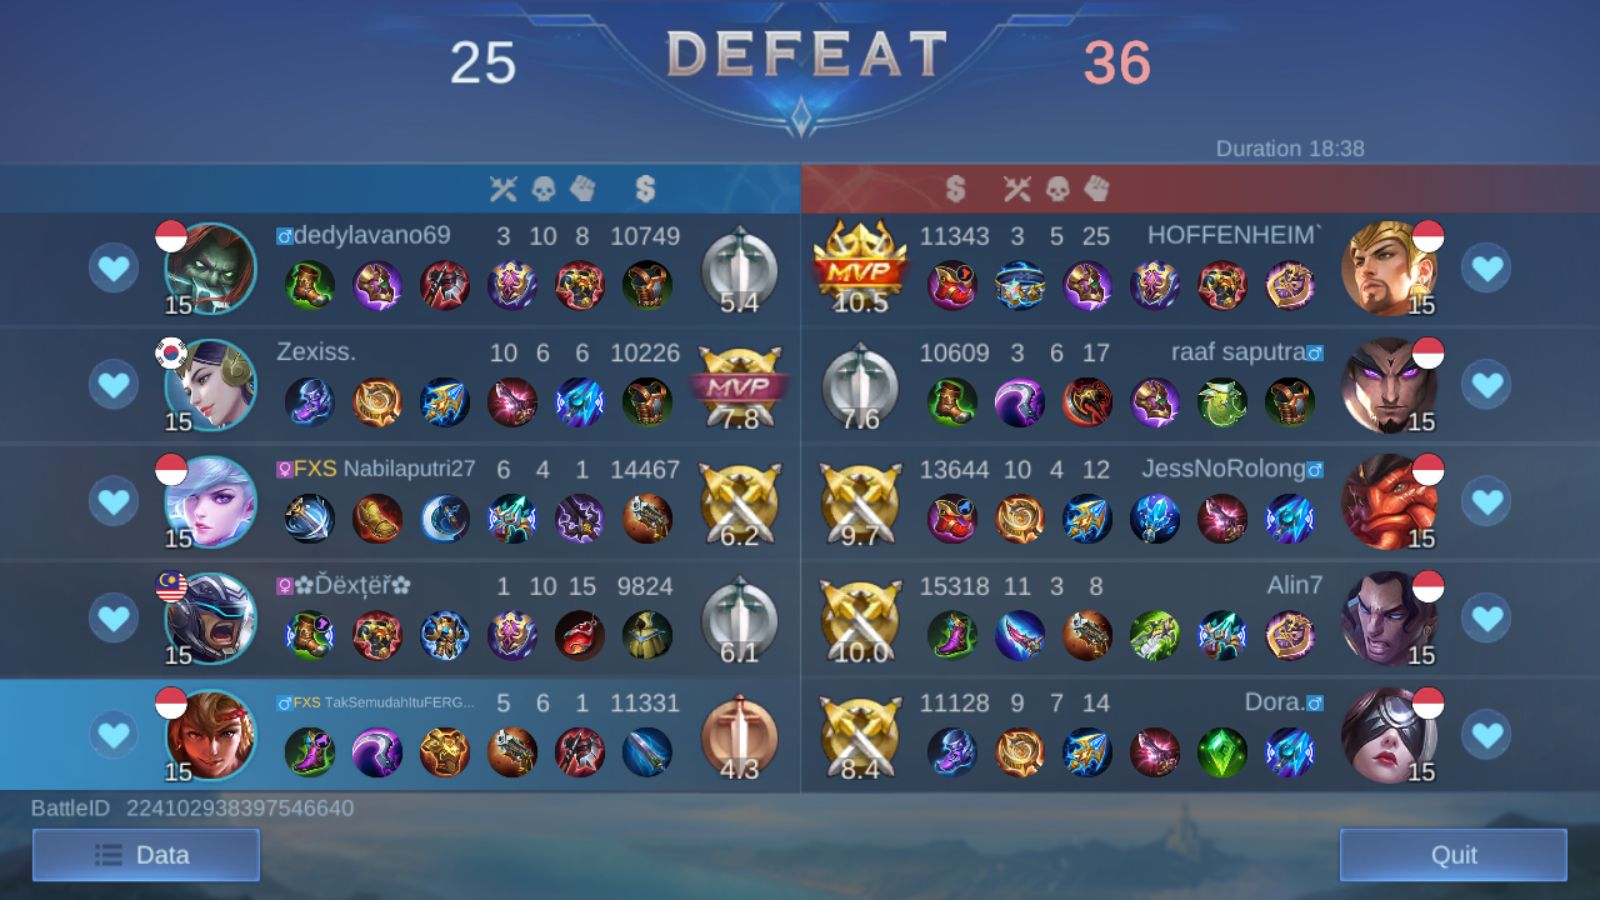 25 DEFEAT 36
Duration 18:38
dedylavano69 3 10 8 10749
15 5.4
MVP 10.5 11343 3 5 25 HOFFENHEIM`
15
Zexiss. 10 6 6 10226
15 MVP 7.8
7.6 10609 3 6 17 raaf saputra
15
FXS Nabilaputri27 6 4 1 14467
15 6.2
9.7 13644 10 4 12 JessNoRolong
15
✿Ďëxţëř✿ 1 10 15 9824
15 6.1
10.0 15318 11 3 8 Alin7
15
FXS TakSemudahItuFERG... 5 6 1 11331
15 4.3
8.4 11128 9 7 14 Dora.
15
BattleID 224102938397546640
Data
Quit